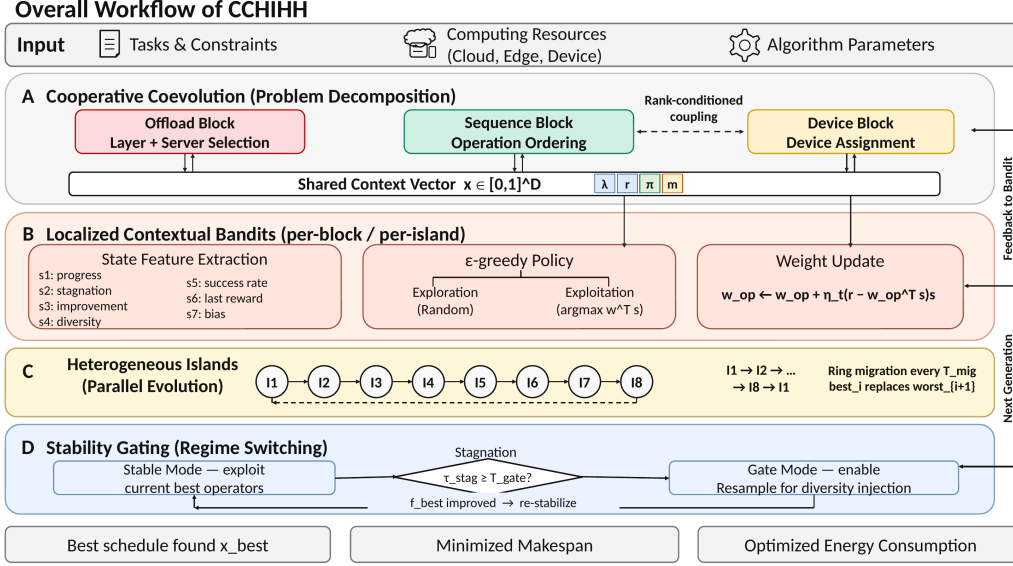 Overall Workflow of CCHIHH
Input
Tasks & Constraints
Computing Resources
(Cloud, Edge, Device)
Algorithm Parameters
A Cooperative Coevolution (Problem Decomposition)
Offload Block
Layer + Server Selection
Sequence Block
Operation Ordering
Rank-conditioned
coupling
Device Block
Device Assignment
Shared Context Vector x ∈ [0,1]^D
λ r π m
Feedback to Bandit
B Localized Contextual Bandits (per-block / per-island)
State Feature Extraction
s1: progress
s2: stagnation
s3: improvement
s4: diversity
s5: success rate
s6: last reward
s7: bias
ε-greedy Policy
Exploration
(Random)
Exploitation
(argmax w^T s)
Weight Update
w_op ← w_op + η_t(r − w_op^T s)s
C Heterogeneous Islands
(Parallel Evolution)
I1 I2 I3 I4 I5 I6 I7 I8
I1 → I2 → ...
→ I8 → I1
Ring migration every T_mig
best_i replaces worst_{i+1}
Next Generation
D Stability Gating (Regime Switching)
Stable Mode — exploit
current best operators
Stagnation
τ_stag ≥ T_gate?
Gate Mode — enable
Resample for diversity injection
f_best improved → re-stabilize
Best schedule found x_best
Minimized Makespan
Optimized Energy Consumption